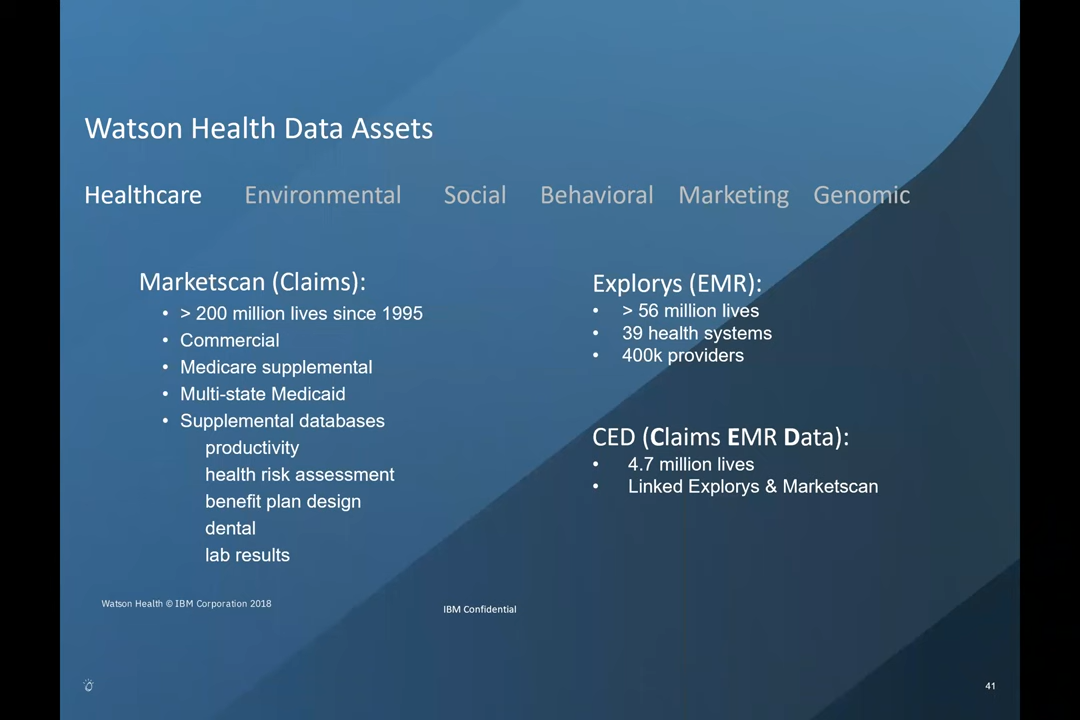 Watson Health Data Assets
Healthcare Environmental Social Behavioral Marketing Genomic
Marketscan (Claims):
• > 200 million lives since 1995
• Commercial
• Medicare supplemental
• Multi-state Medicaid
• Supplemental databases
productivity
health risk assessment
benefit plan design
dental
lab results
Explorys (EMR):
• > 56 million lives
• 39 health systems
• 400k providers
CED (Claims EMR Data):
• 4.7 million lives
• Linked Explorys & Marketscan
Watson Health © IBM Corporation 2018
IBM Confidential
41